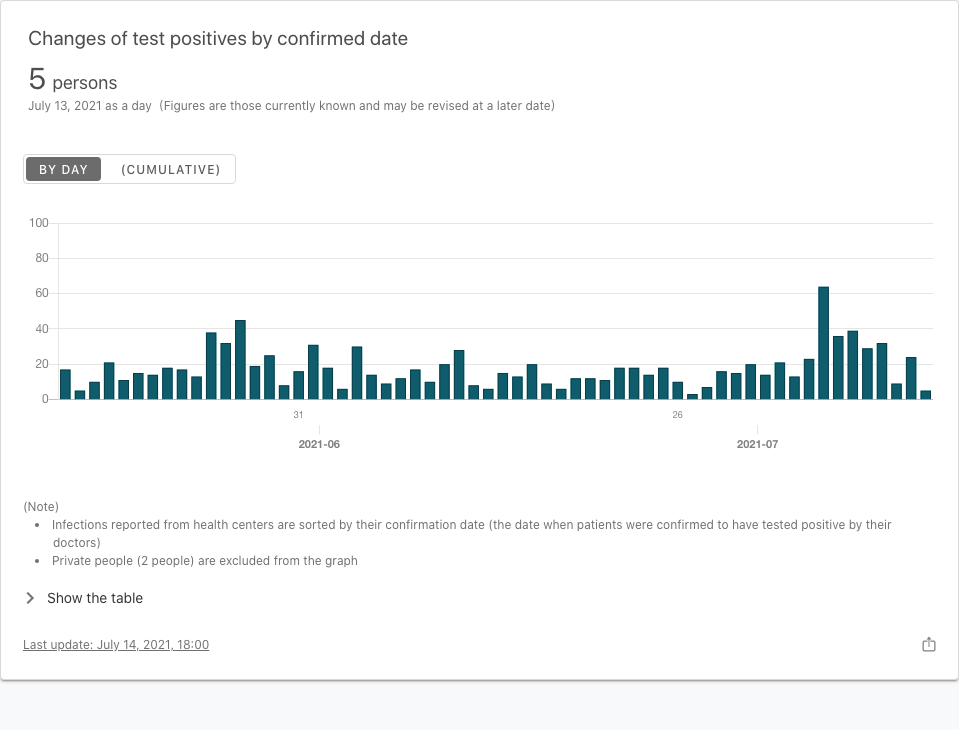 Changes of test positives by confirmed date
5 persons
July 13, 2021 as a day (Figures are those currently known and may be revised at a later date)
BY DAY (CUMULATIVE)
100
80
60
40
20
0
31 26
2021-06 2021-07
(Note)
• Infections reported from health centers are sorted by their confirmation date (the date when patients were confirmed to have tested positive by their
doctors)
• Private people (2 people) are excluded from the graph
Show the table
Last update: July 14, 2021, 18:00